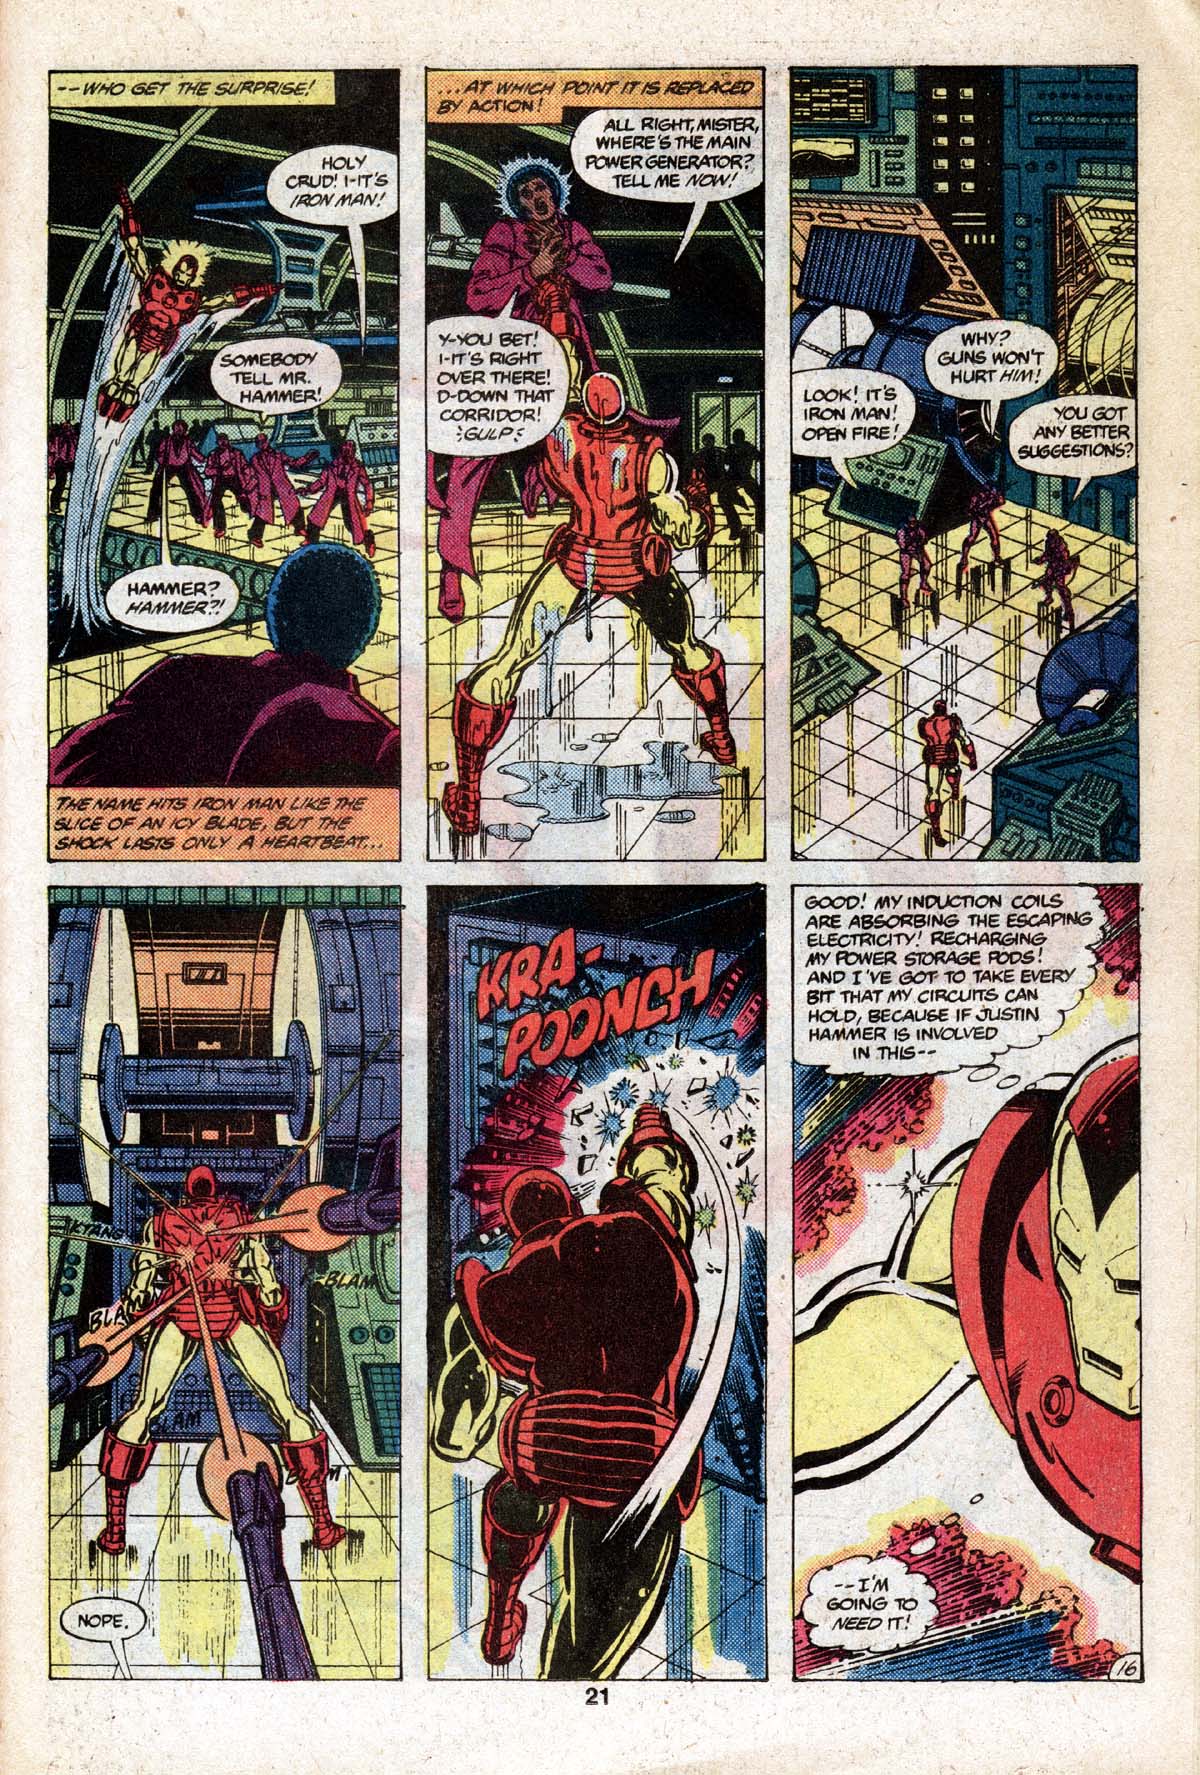 --WHO GET THE SURPRISE!
HOLY
CRUD! I-IT'S
IRON MAN!
SOMEBODY
TELL MR.
HAMMER!
HAMMER?
HAMMER?!
THE NAME HITS IRON MAN LIKE THE
SLICE OF AN ICY BLADE, BUT THE
SHOCK LASTS ONLY A HEARTBEAT...
...AT WHICH POINT IT IS REPLACED
BY ACTION!
ALL RIGHT, MISTER,
WHERE'S THE MAIN
POWER GENERATOR?
TELL ME NOW!
Y-YOU BET!
I-IT'S RIGHT
OVER THERE!
D-DOWN THAT
CORRIDOR!
GULP
LOOK! IT'S
IRON MAN!
OPEN FIRE!
WHY?
GUNS WON'T
HURT HIM!
YOU GOT
ANY BETTER
SUGGESTIONS?
KTANG
BLAM
K-BLAM
BLAM
BLAM
NOPE.
KRA-
POONCH
GOOD! MY INDUCTION COILS
ARE ABSORBING THE ESCAPING
ELECTRICITY! RECHARGING
MY POWER STORAGE PODS!
AND I'VE GOT TO TAKE EVERY
BIT THAT MY CIRCUITS CAN
HOLD, BECAUSE IF JUSTIN
HAMMER IS INVOLVED
IN THIS--
--I'M
GOING TO
NEED IT!
16
21